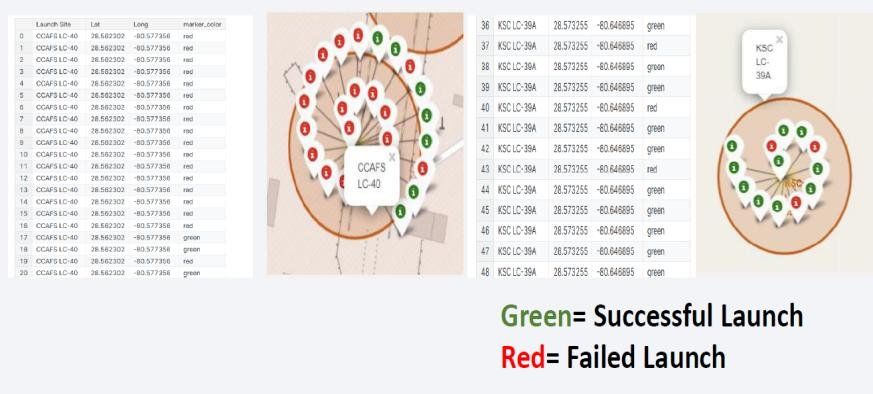 Launch Site Lat Long marker_color
0 CCAFS LC-40 28.562302 -80.577356 red
1 CCAFS LC-40 28.562302 -80.577356 red
2 CCAFS LC-40 28.562302 -80.577356 red
3 CCAFS LC-40 28.562302 -80.577356 red
4 CCAFS LC-40 28.562302 -80.577356 red
5 CCAFS LC-40 28.562302 -80.577356 red
6 CCAFS LC-40 28.562302 -80.577356 red
7 CCAFS LC-40 28.562302 -80.577356 red
8 CCAFS LC-40 28.562302 -80.577356 red
9 CCAFS LC-40 28.562302 -80.577356 red
10 CCAFS LC-40 28.562302 -80.577356 red
11 CCAFS LC-40 28.562302 -80.577356 red
12 CCAFS LC-40 28.562302 -80.577356 red
13 CCAFS LC-40 28.562302 -80.577356 red
14 CCAFS LC-40 28.562302 -80.577356 red
15 CCAFS LC-40 28.562302 -80.577356 red
16 CCAFS LC-40 28.562302 -80.577356 red
17 CCAFS LC-40 28.562302 -80.577356 green
18 CCAFS LC-40 28.562302 -80.577356 green
19 CCAFS LC-40 28.562302 -80.577356 red
20 CCAFS LC-40 28.562302 -80.577356 green
CCAFS
LC-40
36 KSC LC-39A 28.573255 -80.646895 green
37 KSC LC-39A 28.573255 -80.646895 red
38 KSC LC-39A 28.573255 -80.646895 green
39 KSC LC-39A 28.573255 -80.646895 green
40 KSC LC-39A 28.573255 -80.646895 red
41 KSC LC-39A 28.573255 -80.646895 green
42 KSC LC-39A 28.573255 -80.646895 green
43 KSC LC-39A 28.573255 -80.646895 red
44 KSC LC-39A 28.573255 -80.646895 green
45 KSC LC-39A 28.573255 -80.646895 green
46 KSC LC-39A 28.573255 -80.646895 green
47 KSC LC-39A 28.573255 -80.646895 green
48 KSC LC-39A 28.573255 -80.646895 green
KSC
LC-
39A
KSC
Green= Successful Launch
Red= Failed Launch